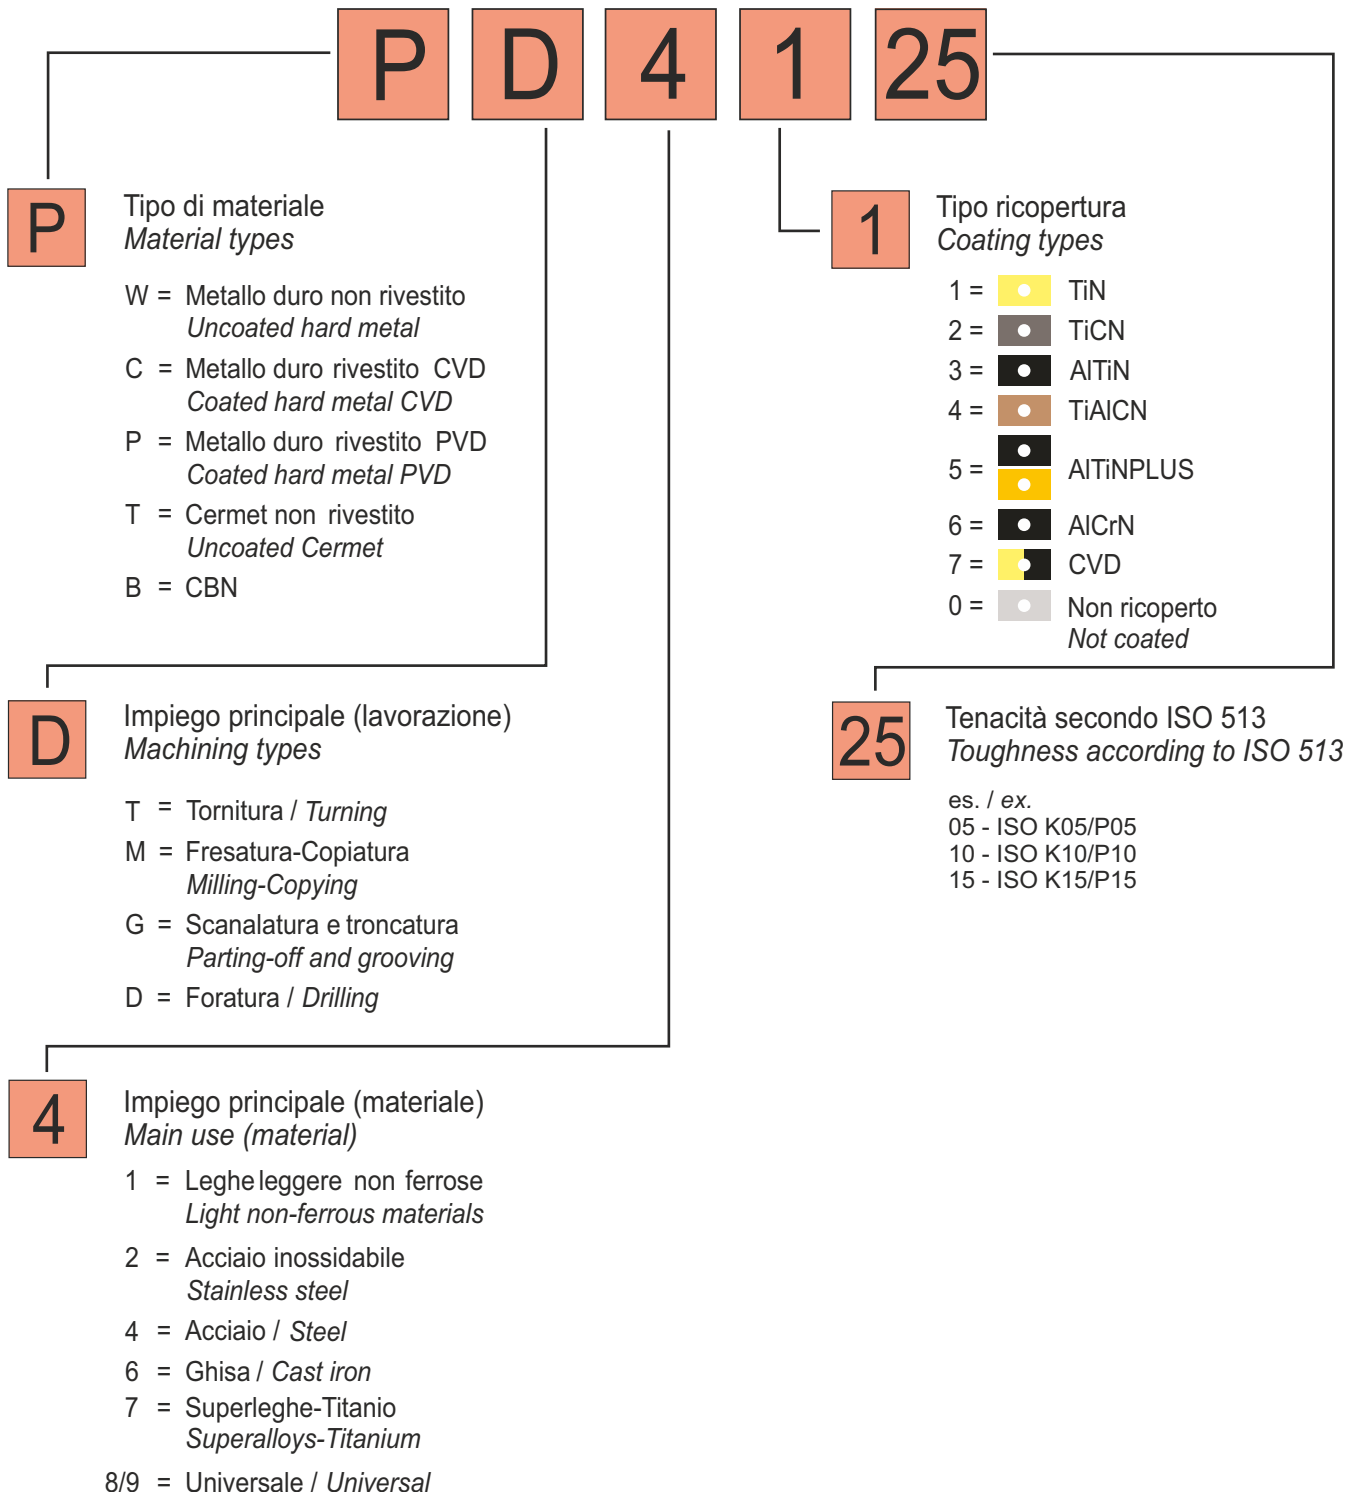 P D 4 1 25
P
Tipo di materiale
Material types
W = Metallo duro non rivestito
Uncoated hard metal
C = Metallo duro rivestito CVD
Coated hard metal CVD
P = Metallo duro rivestito PVD
Coated hard metal PVD
T = Cermet non rivestito
Uncoated Cermet
B = CBN
D
Impiego principale (lavorazione)
Machining types
T = Tornitura / Turning
M = Fresatura-Copiatura
Milling-Copying
G = Scanalatura e troncatura
Parting-off and grooving
D = Foratura / Drilling
4
Impiego principale (materiale)
Main use (material)
1 = Leghe leggere non ferrose
Light non-ferrous materials
2 = Acciaio inossidabile
Stainless steel
4 = Acciaio / Steel
6 = Ghisa / Cast iron
7 = Superleghe-Titanio
Superalloys-Titanium
8/9 = Universale / Universal
1
Tipo ricopertura
Coating types
1 = TiN
2 = TiCN
3 = AlTiN
4 = TiAlCN
5 = AlTiNPLUS
6 = AlCrN
7 = CVD
0 = Non ricoperto
Not coated
25
Tenacità secondo ISO 513
Toughness according to ISO 513
es. / ex.
05 - ISO K05/P05
10 - ISO K10/P10
15 - ISO K15/P15